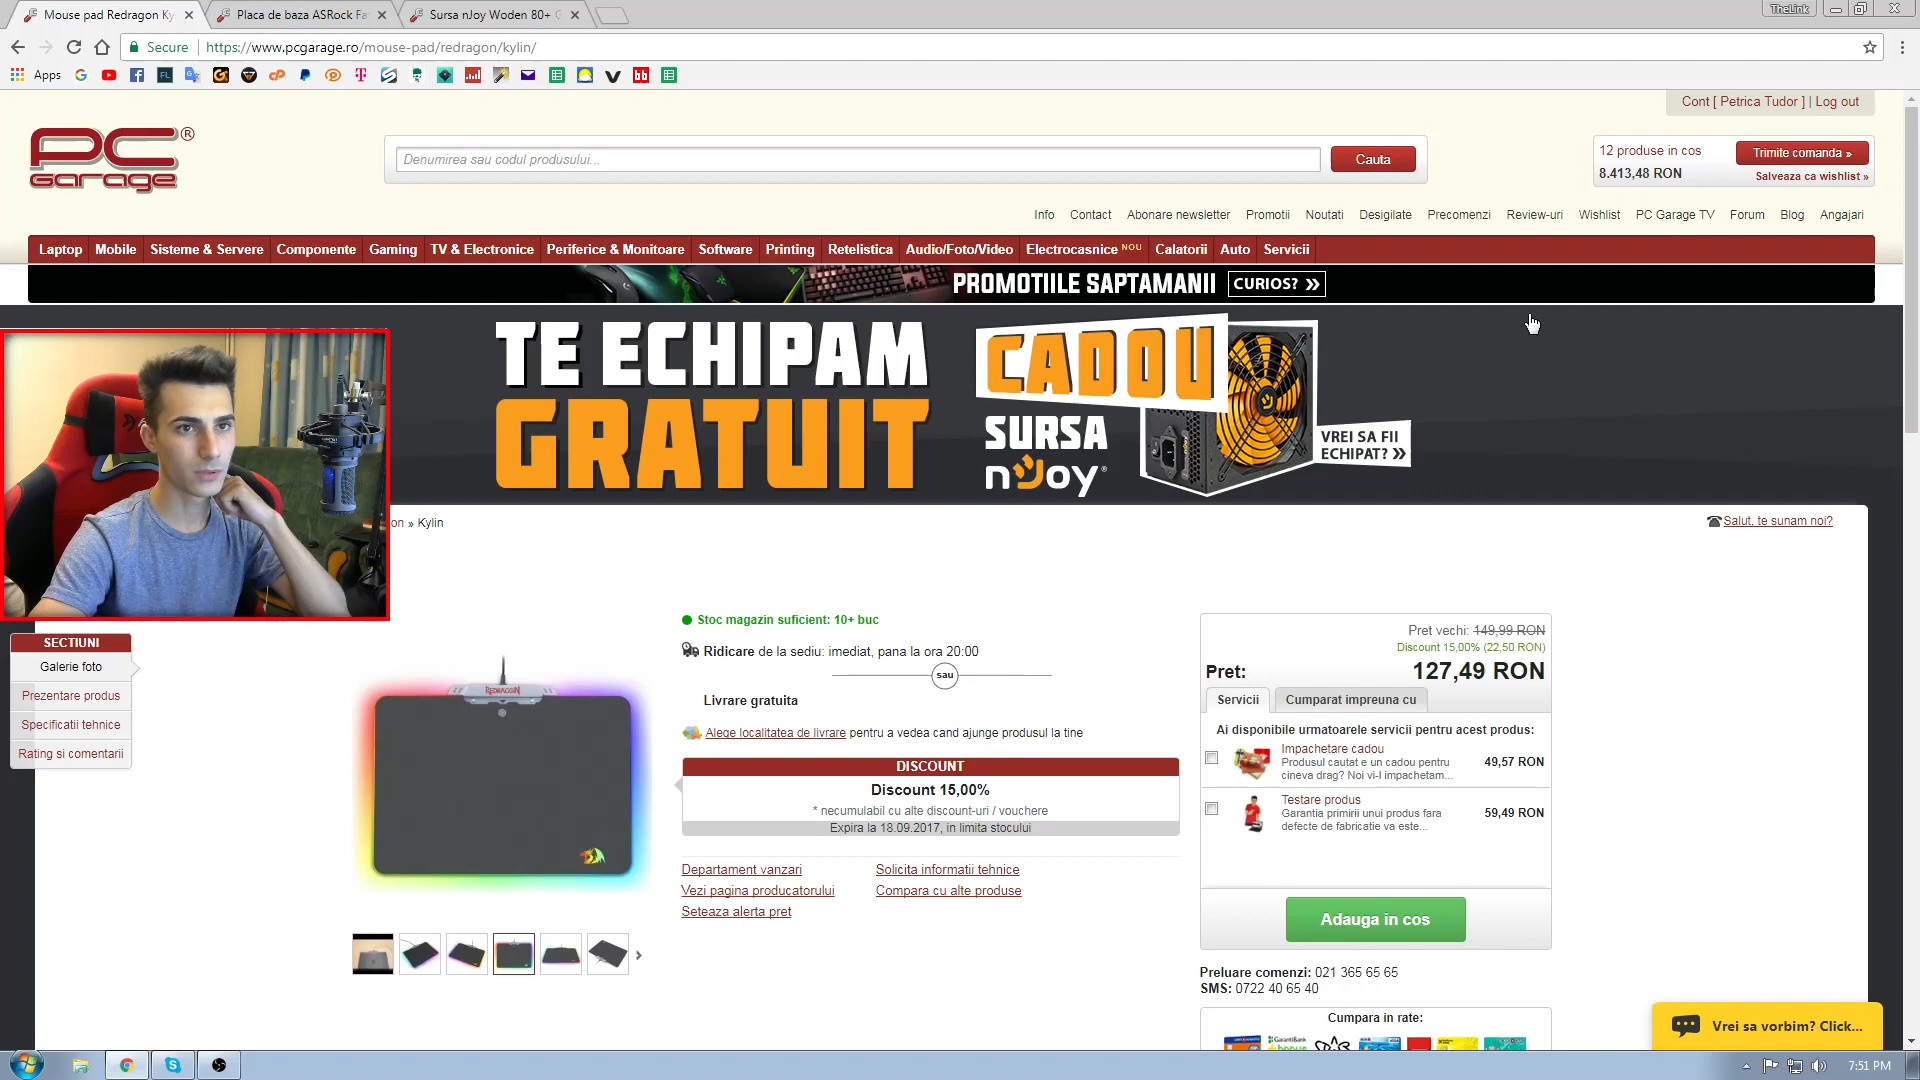 Mouse pad Redragon Ky
Placa de baza ASRock Fa
Sursa nJoy Woden 80+ G
TheLink
Secure
https://www.pcgarage.ro/mouse-pad/redragon/kylin/
Apps
Cont [ Petrica Tudor ] | Log out
PC Garage ®
Denumirea sau codul produsului...
Cauta
12 produse in cos
8.413,48 RON
Trimite comanda »
Salveaza ca wishlist »
Info Contact Abonare newsletter Promotii Noutati Desigilate Precomenzi Review-uri Wishlist PC Garage TV Forum Blog Angajari
Laptop Mobile Sisteme & Servere Componente Gaming TV & Electronice Periferice & Monitoare Software Printing Retelistica Audio/Foto/Video Electrocasnice NOU Calatorii Auto Servicii
PROMOTIILE SAPTAMANII CURIOS? »
TE ECHIPAM
GRATUIT
CADOU
SURSA
nJoy®
VREI SA FII
ECHIPAT? »
on » Kylin
Salut, te sunam noi?
SECTIUNI
Galerie foto
Prezentare produs
Specificatii tehnice
Rating si comentarii
REDRAGON
Stoc magazin suficient: 10+ buc
Ridicare de la sediu: imediat, pana la ora 20:00
sau
Livrare gratuita
Alege localitatea de livrare pentru a vedea cand ajunge produsul la tine
DISCOUNT
Discount 15,00%
* necumulabil cu alte discount-uri / vouchere
Expira la 18.09.2017, in limita stocului
Departament vanzari
Solicita informatii tehnice
Vezi pagina producatorului
Compara cu alte produse
Seteaza alerta pret
Pret vechi: 149,99 RON
Discount 15,00% (22,50 RON)
Pret: 127,49 RON
Servicii
Cumparat impreuna cu
Ai disponibile urmatoarele servicii pentru acest produs:
Impachetare cadou
Produsul cautat e un cadou pentru
cineva drag? Noi vi-l impachetam...
49,57 RON
Testare produs
Garantia primirii unui produs fara
defecte de fabricatie va este...
59,49 RON
Adauga in cos
Preluare comenzi: 021 365 65 65
SMS: 0722 40 65 40
Cumpara in rate:
Vrei sa vorbim? Click...
7:51 PM